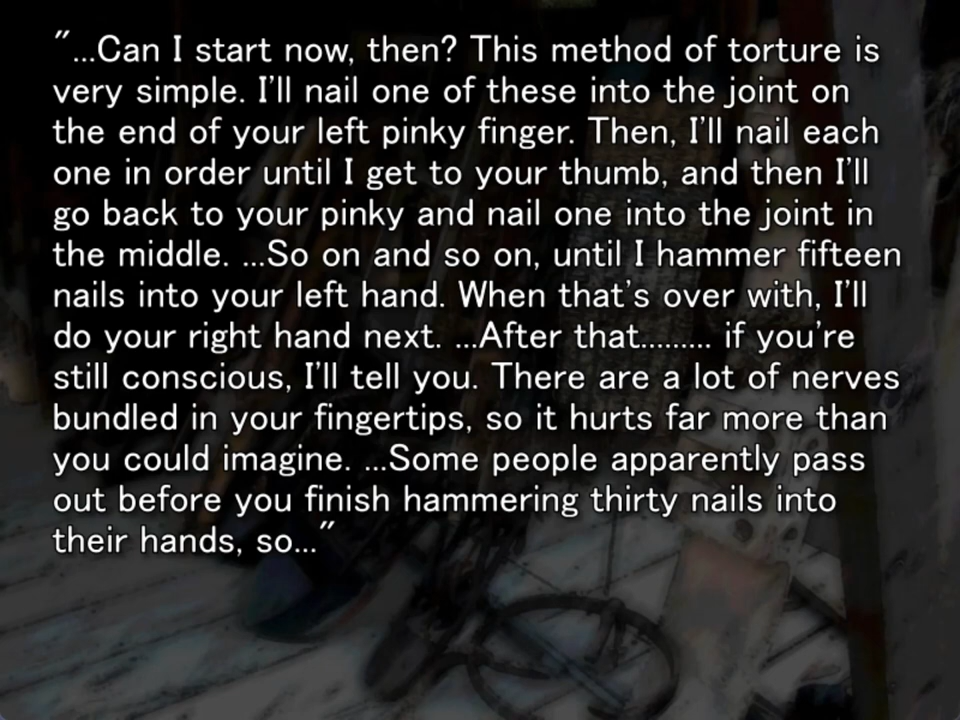 "...Can I start now, then? This method of torture is
very simple. I'll nail one of these into the joint on
the end of your left pinky finger. Then, I'll nail each
one in order until I get to your thumb, and then I'll
go back to your pinky and nail one into the joint in
the middle. ...So on and so on, until I hammer fifteen
nails into your left hand. When that's over with, I'll
do your right hand next. ...After that......... if you're
still conscious, I'll tell you. There are a lot of nerves
bundled in your fingertips, so it hurts far more than
you could imagine. ...Some people apparently pass
out before you finish hammering thirty nails into
their hands, so..."